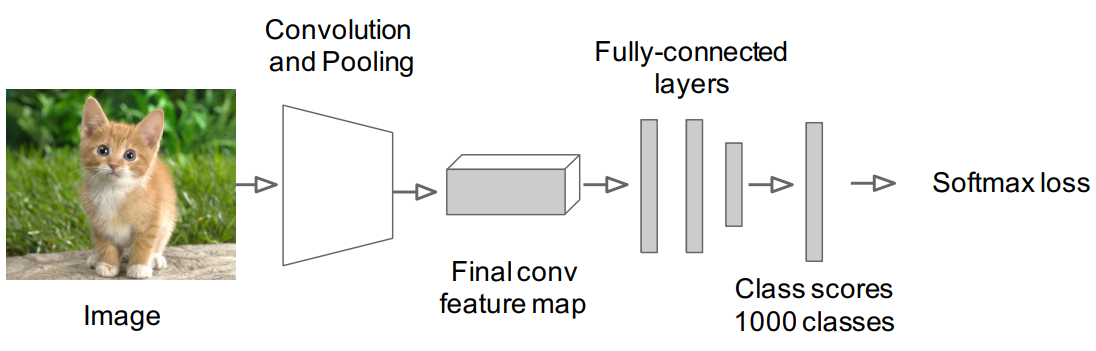 Convolution
and Pooling
Fully-connected
layers
Softmax loss
Final conv
feature map
Class scores
1000 classes
Image